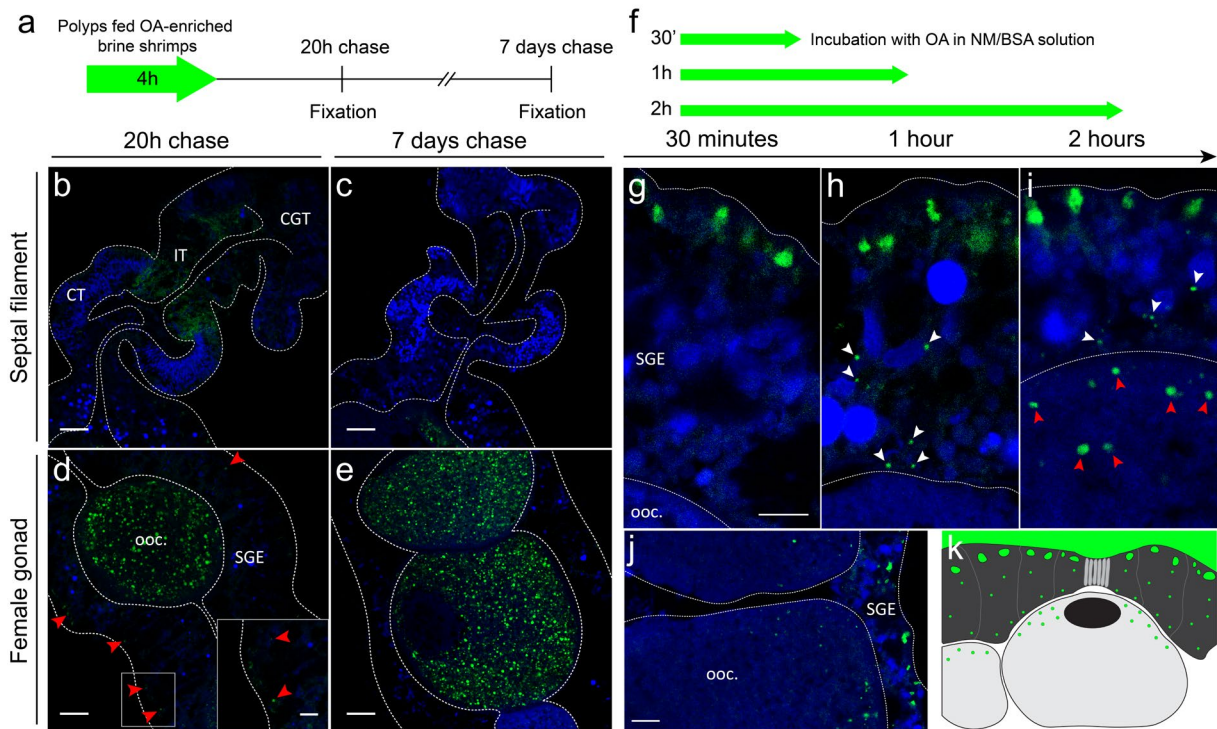 a
Polyps fed OA-enriched
brine shrimps
4h
20h chase
7 days chase
Fixation
Fixation
20h chase
7 days chase
Septal filament
Female gonad
b
CGT
IT
CT
c
d
ooc.
SGE
e
f
30'
Incubation with OA in NM/BSA solution
1h
2h
30 minutes
1 hour
2 hours
g
SGE
ooc.
h
i
j
SGE
ooc.
k